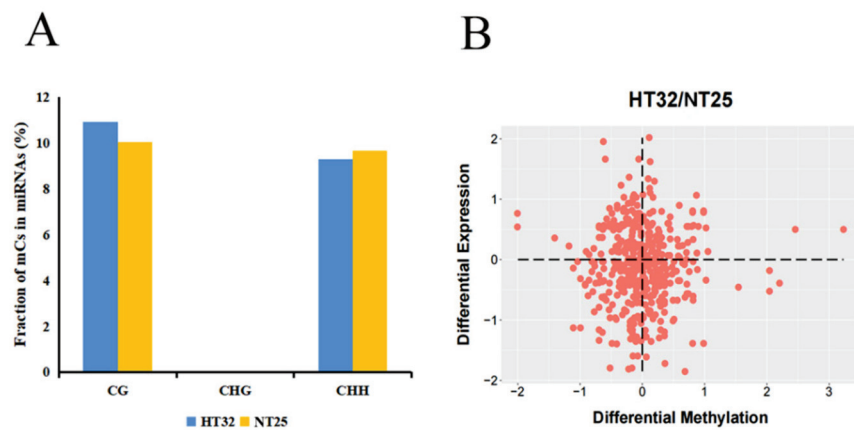 A
Fraction of mCs in miRNAs (%)
12
10
8
6
4
2
0
CG CHG CHH
HT32 NT25
B
HT32/NT25
Differential Expression
2
1
0
−1
−2
−2 −1 0 1 2 3
Differential Methylation